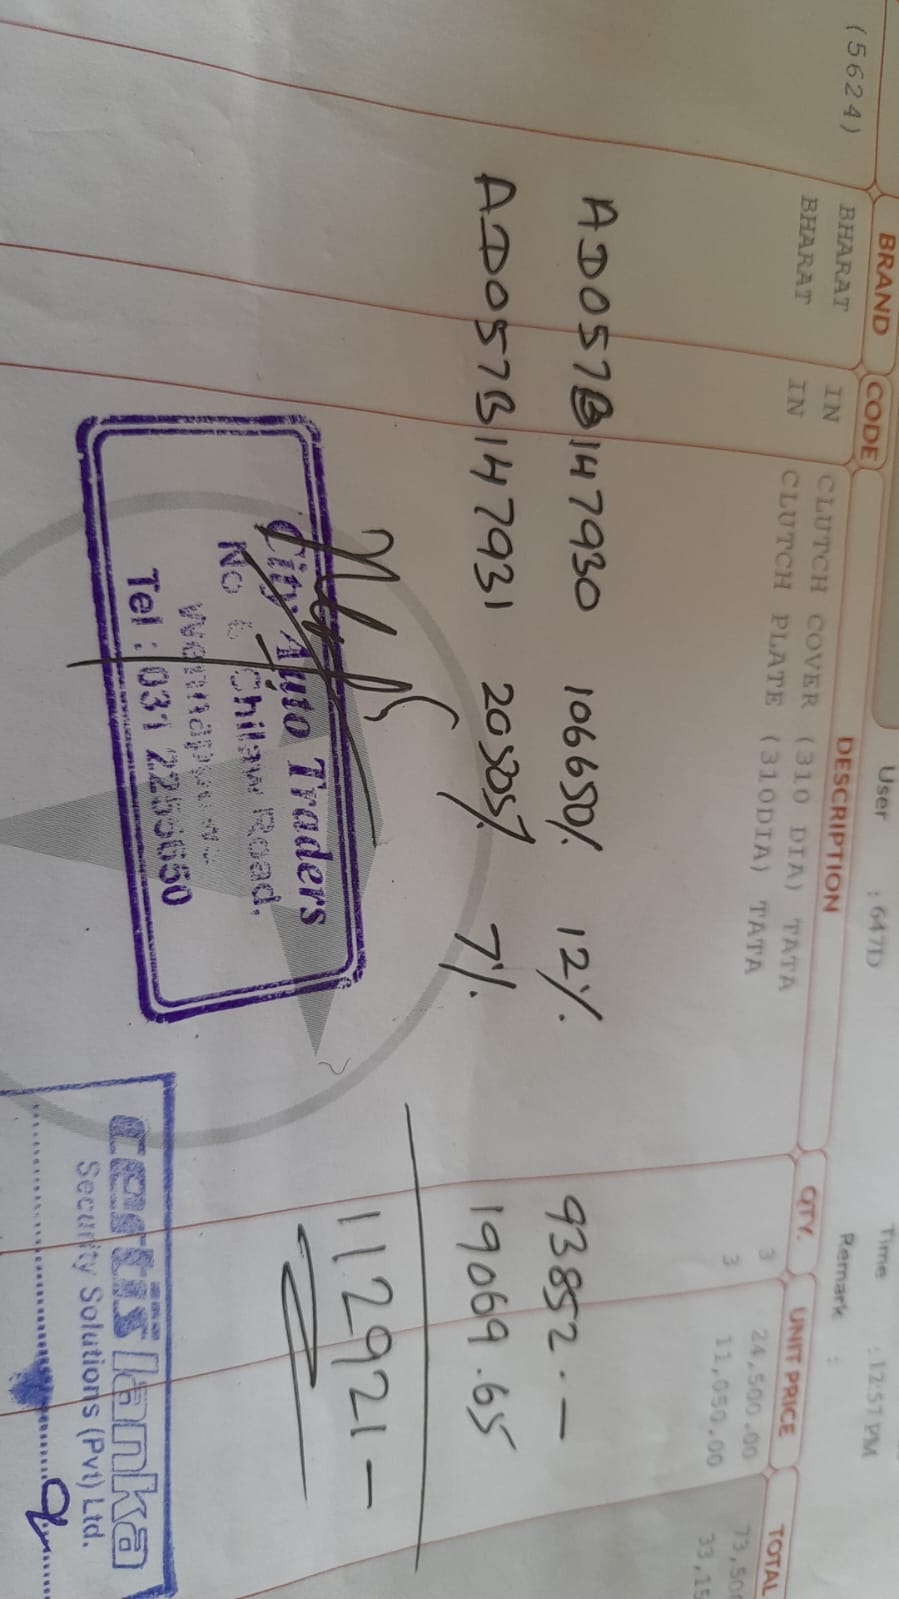 User : 647D
Time : 12:57 PM
Remark :
BRAND CODE DESCRIPTION QTY. UNIT PRICE TOTAL
(5624) BHARAT IN CLUTCH COVER (310 DIA) TATA 3 24,500.00 73,500
BHARAT IN CLUTCH PLATE (310DIA) TATA 3 11,050.00 33,15
AD057B147930 106650/. 12%. 93852.-
AD057B147931 20505/. 7%. 19069.65
112921-
City Auto Traders
No Chilaw Road,
Tel : 031 2255650
certis lanka
Security Solutions (Pvt) Ltd.